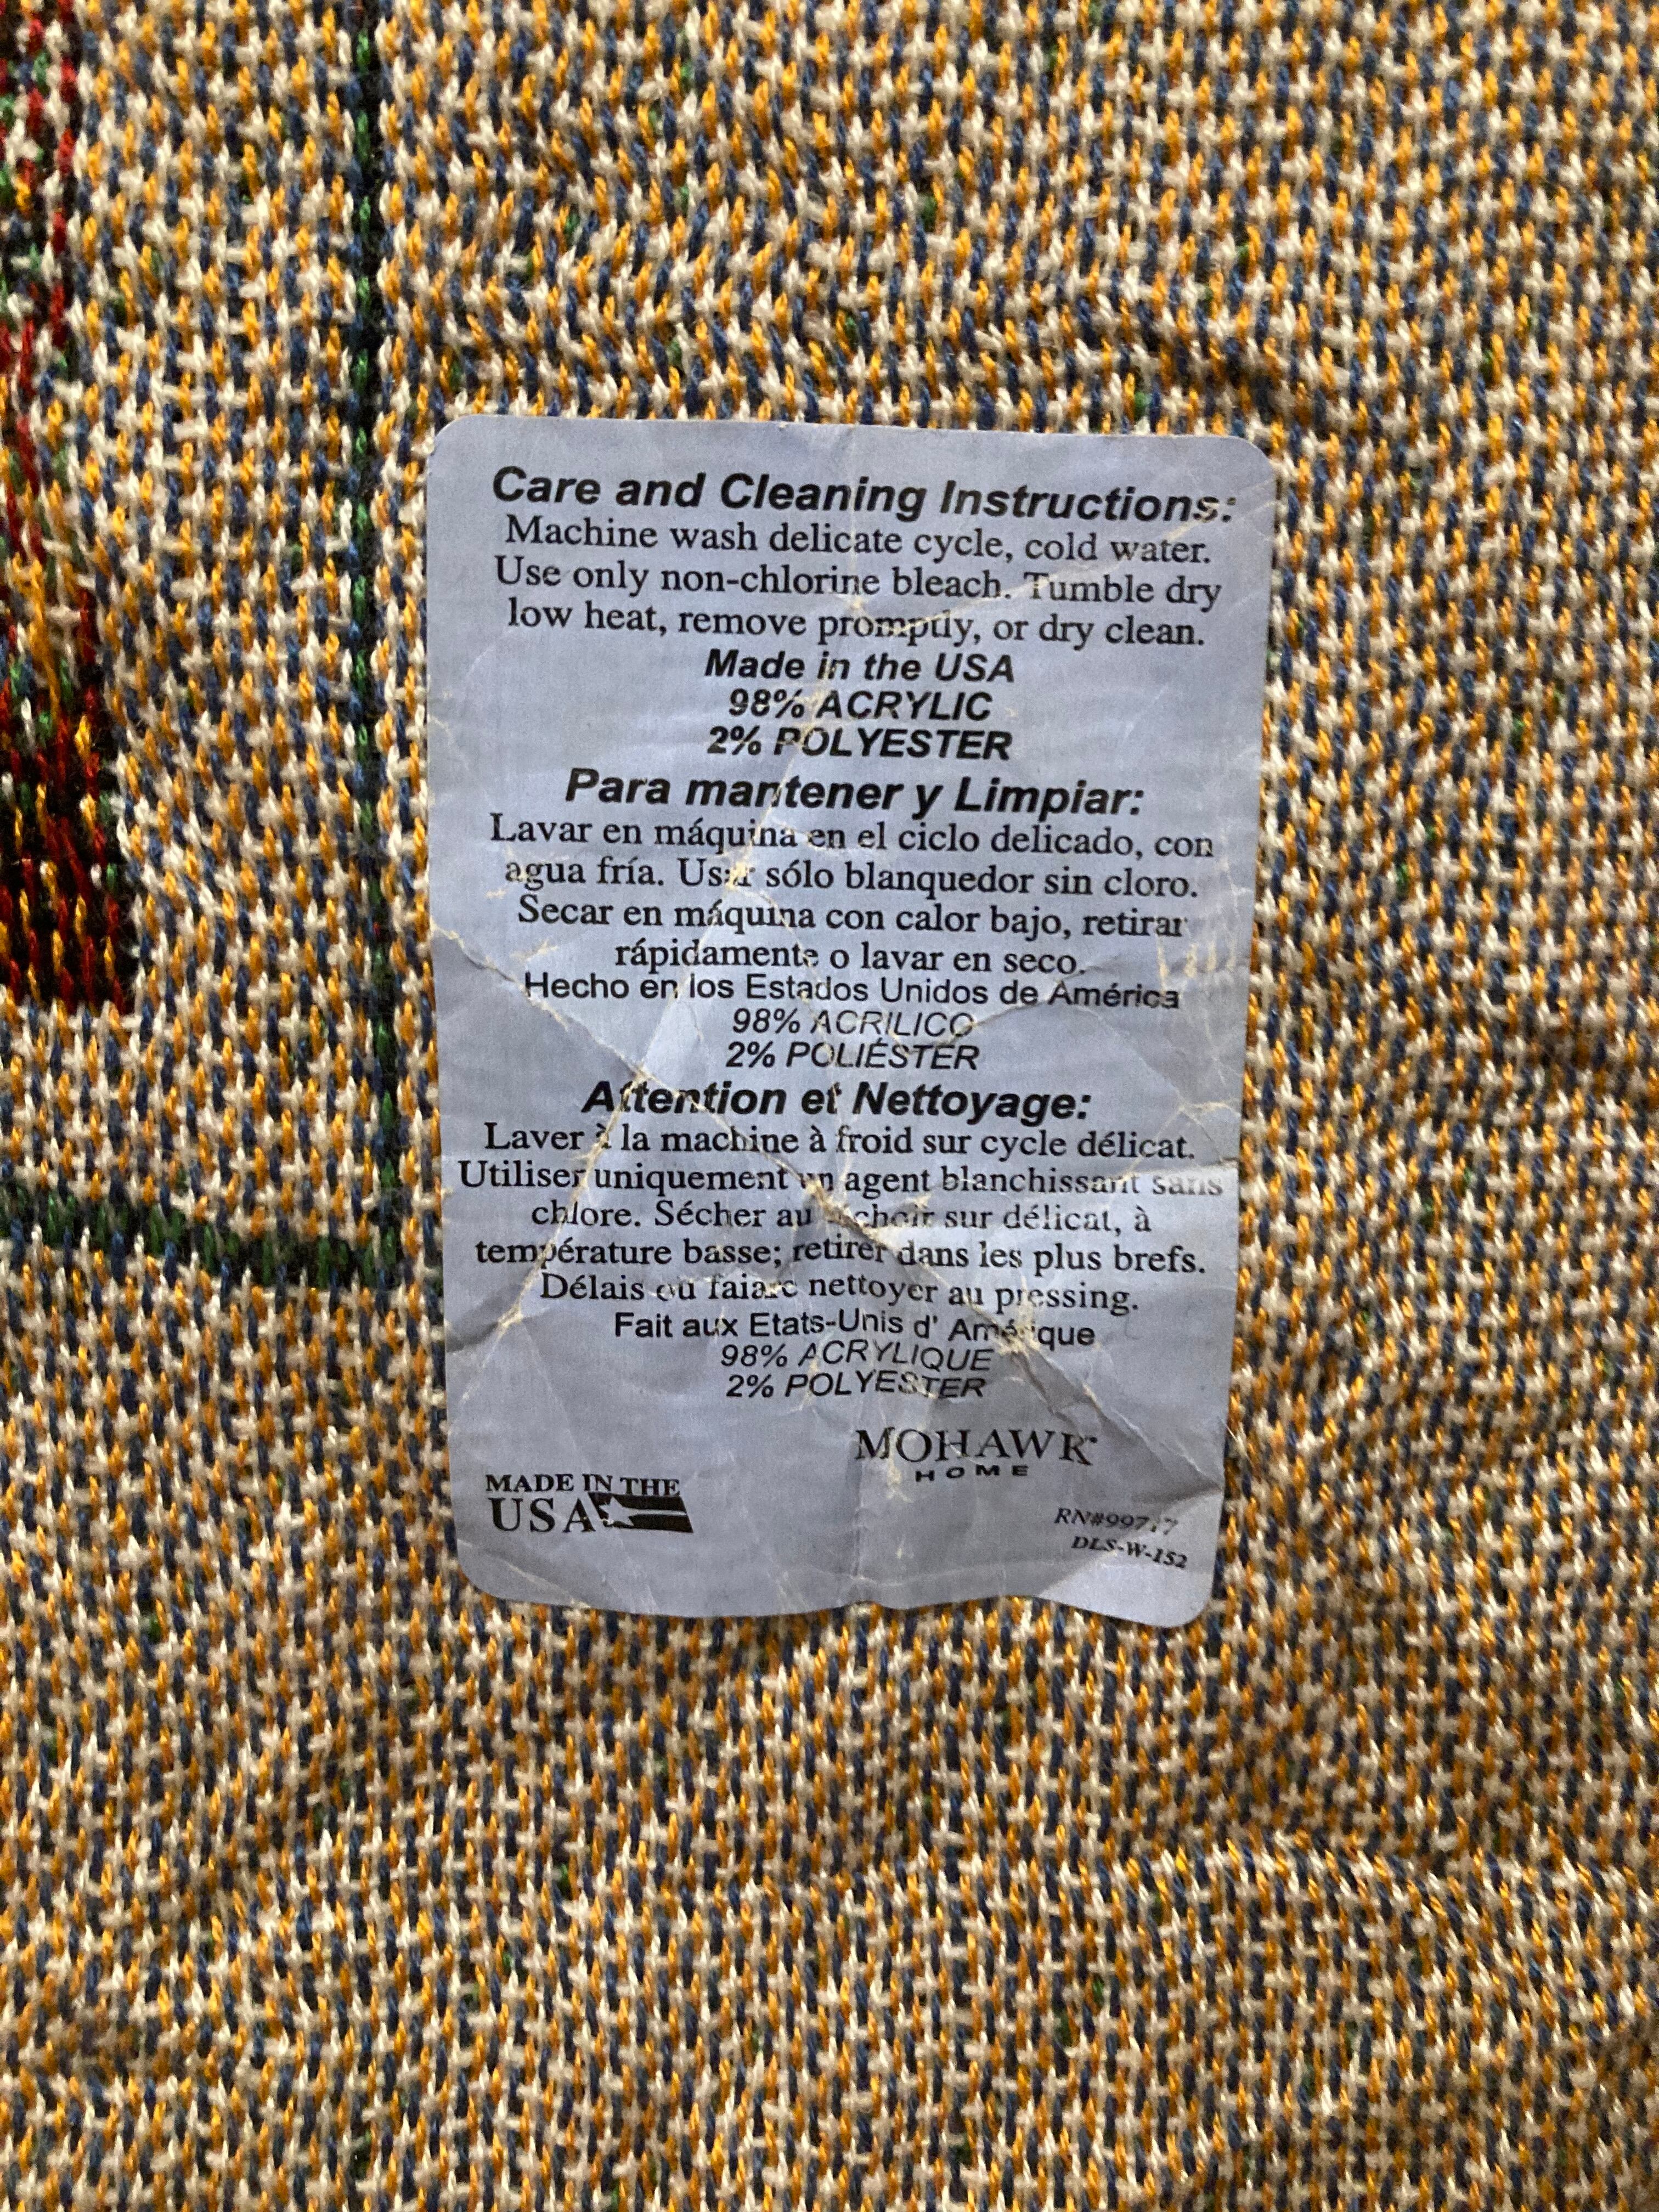 Care and Cleaning Instructions:
Machine wash delicate cycle, cold water.
Use only non-chlorine bleach. Tumble dry
low heat, remove promptly, or dry clean.
Made in the USA
98% ACRYLIC
2% POLYESTER
Para mantener y Limpiar:
Lavar en máquina en el ciclo delicado, con
agua fría. Usar sólo blanquedor sin cloro.
Secar en máquina con calor bajo, retirar
rápidamente o lavar en seco.
Hecho en los Estados Unidos de América
98% ACRILICO
2% POLIÉSTER
Attention et Nettoyage:
Laver à la machine à froid sur cycle délicat.
Utiliser uniquement un agent blanchissant sans
chlore. Sécher au séchoir sur délicat, à
température basse; retirer dans les plus brefs.
Délais ou faiare nettoyer au pressing.
Fait aux Etats-Unis d' Amérique
98% ACRYLIQUE
2% POLYESTER
MOHAWK
HOME
MADE IN THE
USA
DLS-W-152